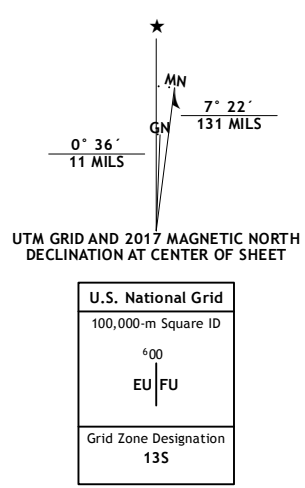 ★
MN
7° 22´
131 MILS
GN
0° 36´
11 MILS
UTM GRID AND 2017 MAGNETIC NORTH
DECLINATION AT CENTER OF SHEET
U.S. National Grid
100,000-m Square ID
⁶00
EU FU
Grid Zone Designation
13S